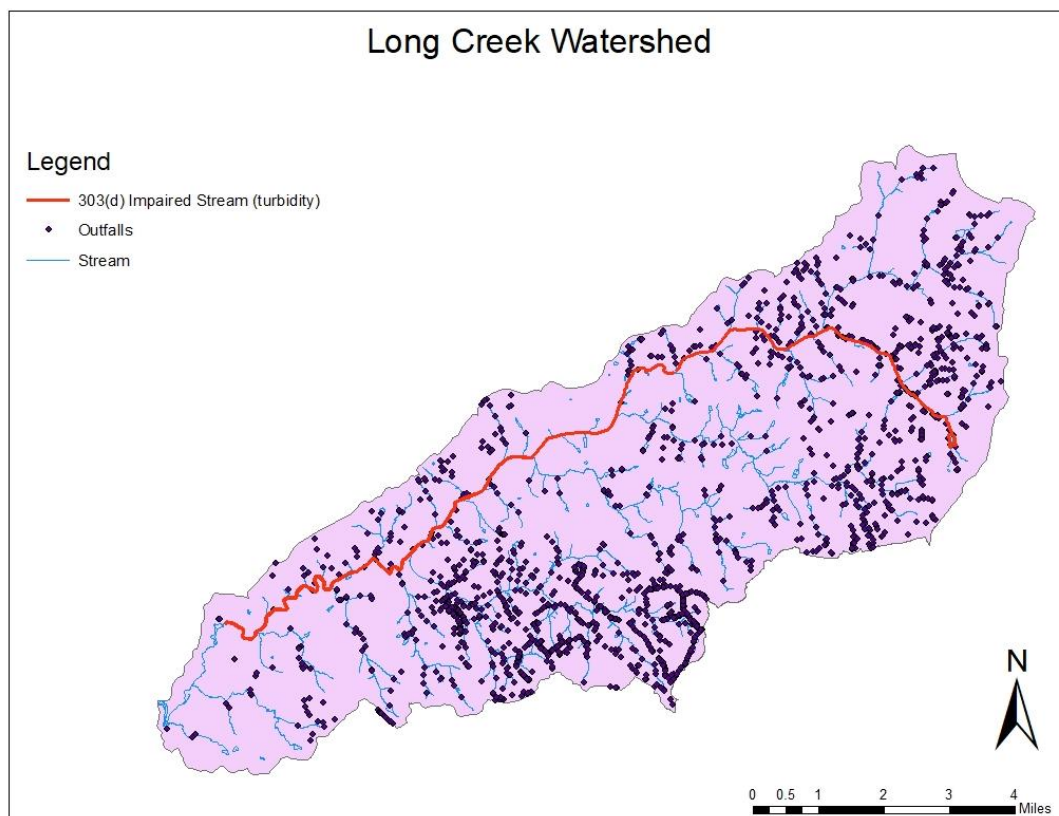 Long Creek Watershed
Legend
303(d) Impaired Stream (turbidity)
Outfalls
Stream
N
0 0.5 1 2 3 4
Miles